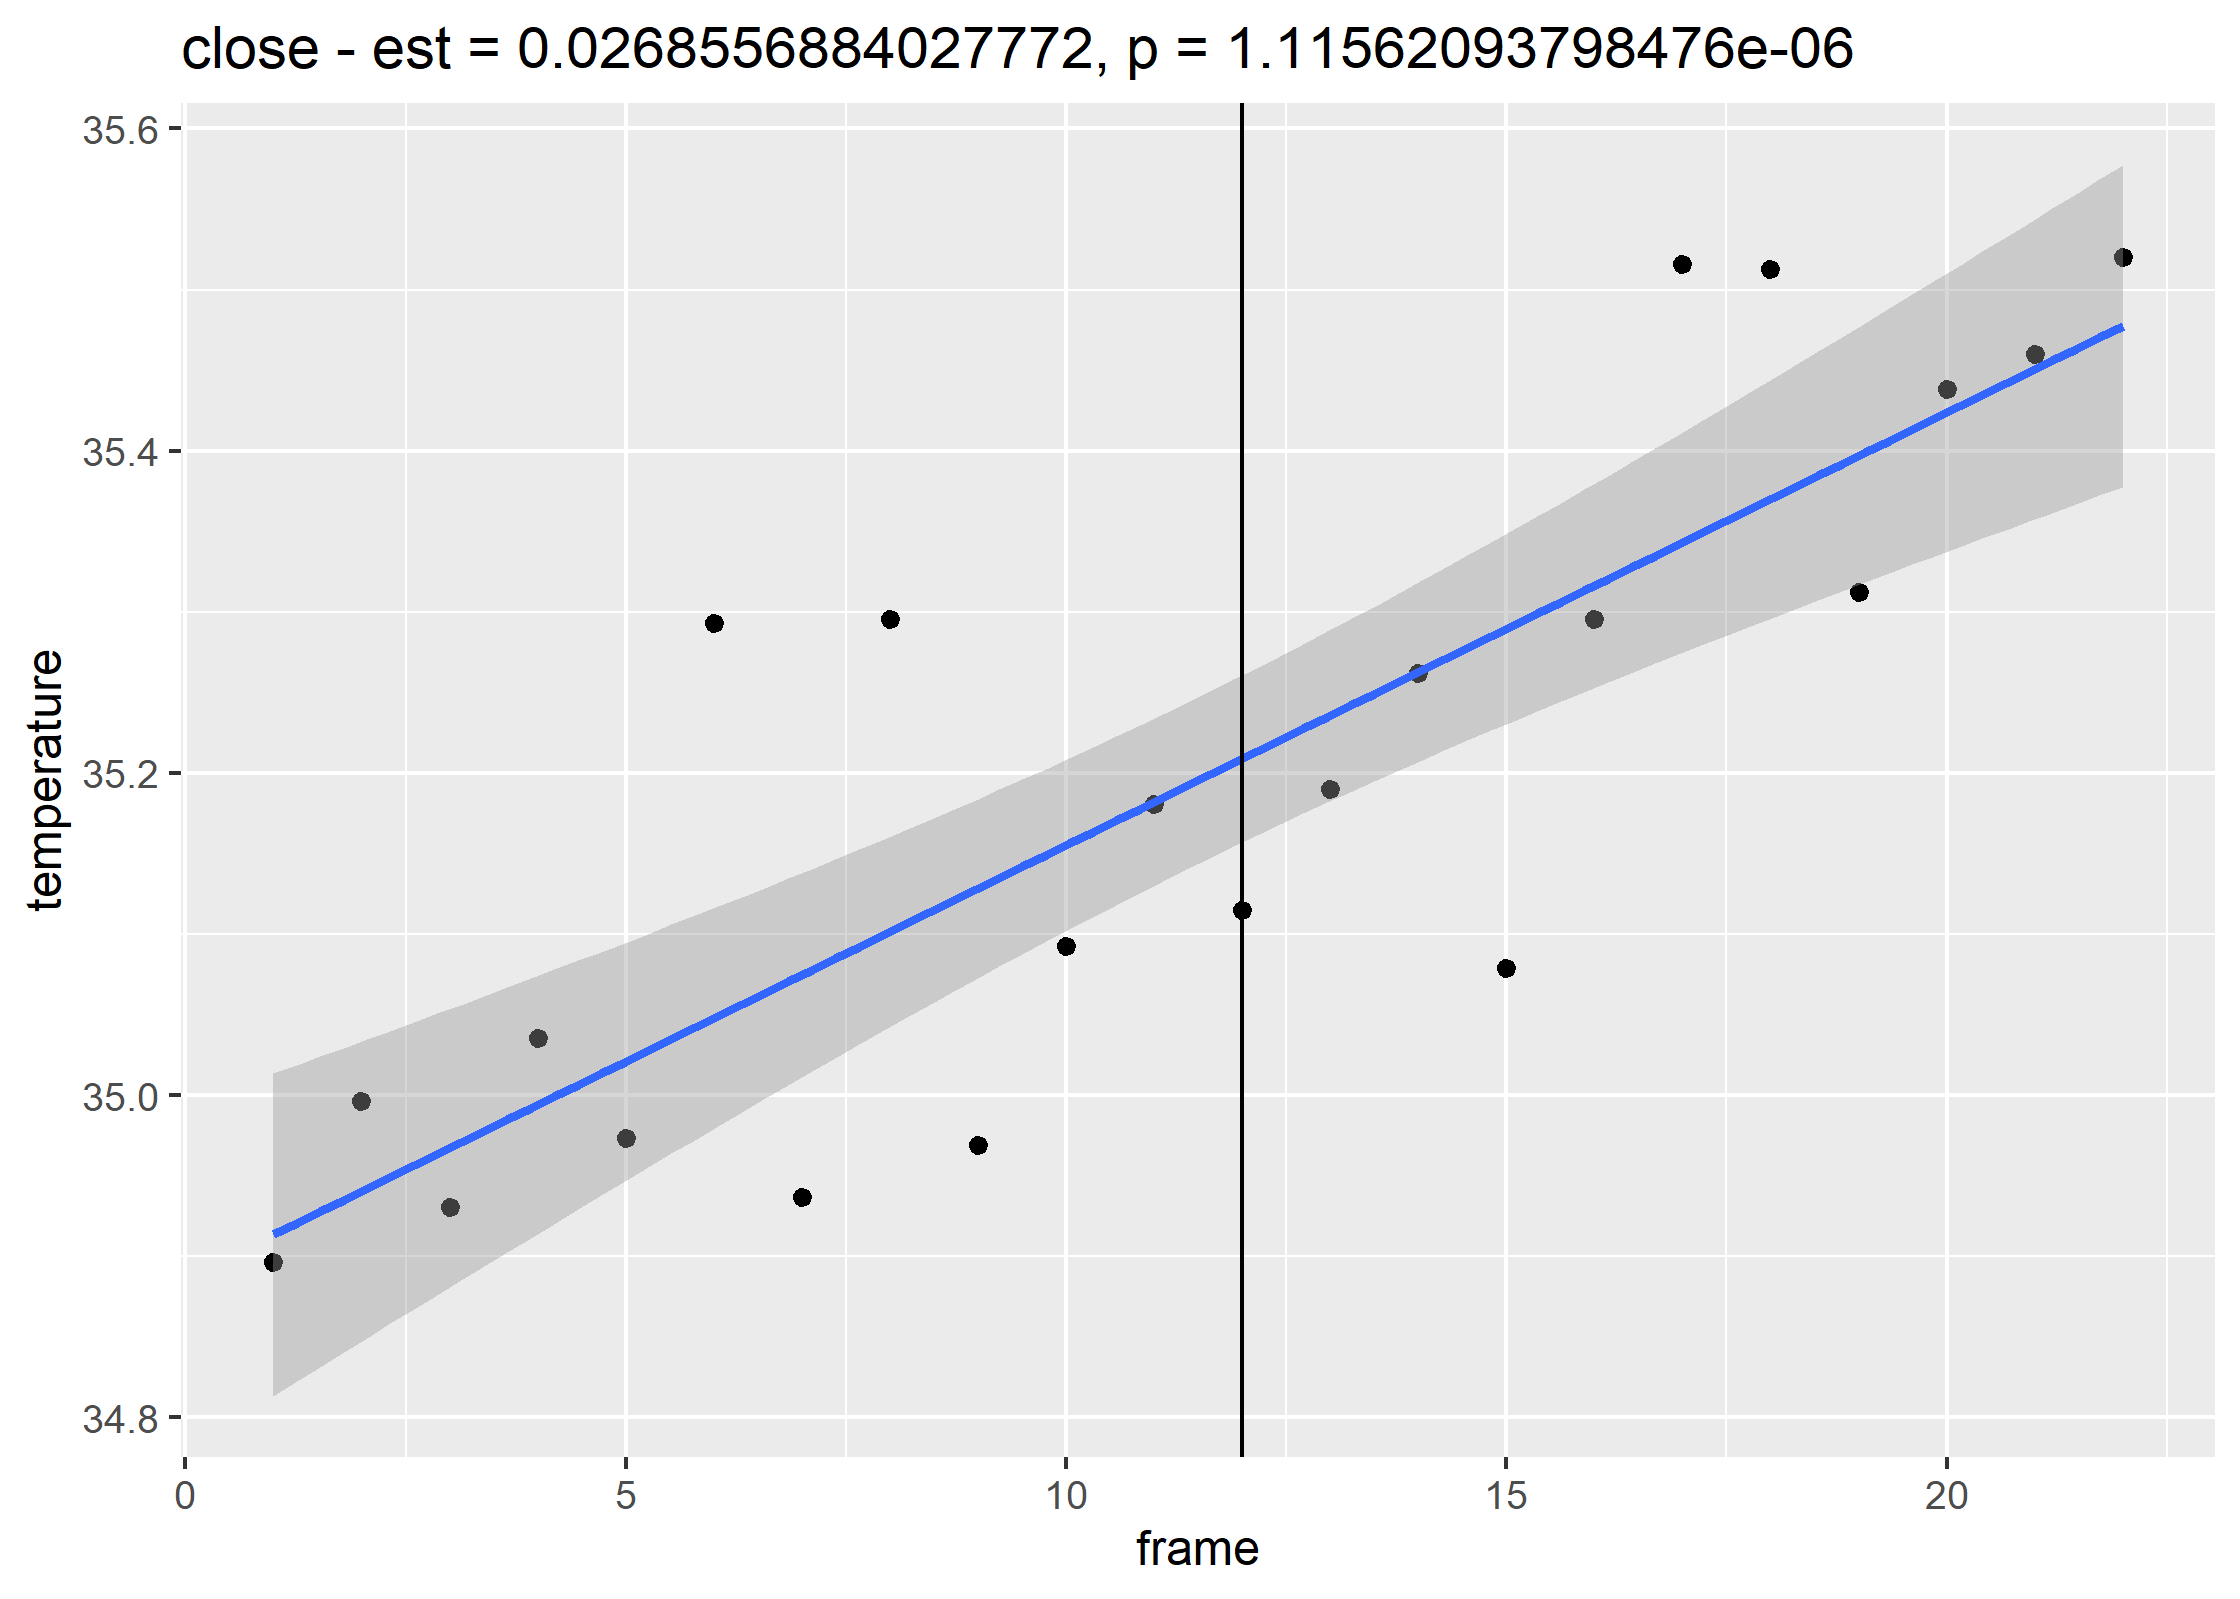 close - est = 0.0268556884027772, p = 1.11562093798476e-06
35.6
35.4
35.2
35.0
34.8
temperature
0 5 10 15 20
frame